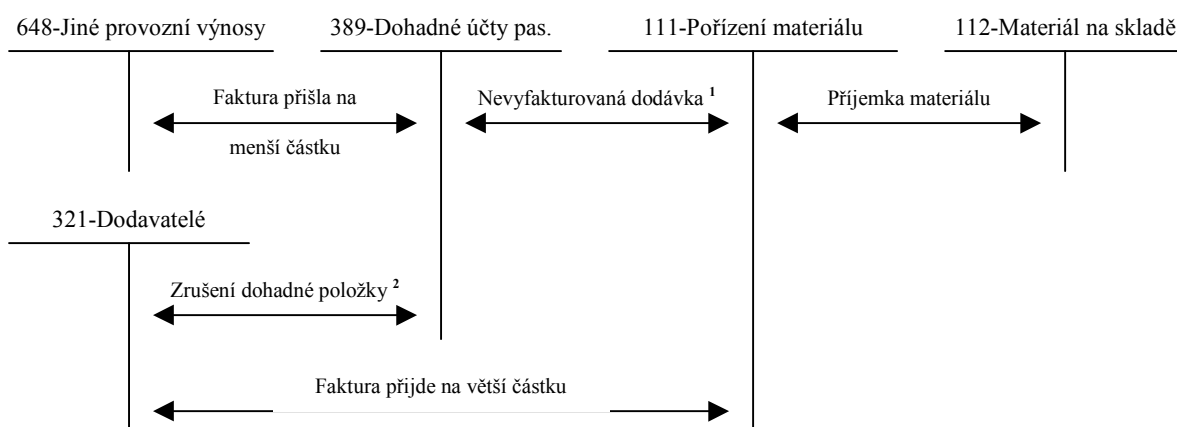 648-Jiné provozní výnosy 389-Dohadné účty pas. 111-Pořízení materiálu 112-Materiál na skladě
Faktura přišla na
menší částku
Nevyfakturovaná dodávka 1
Příjemka materiálu
321-Dodavatelé
Zrušení dohadné položky 2
Faktura přijde na větší částku